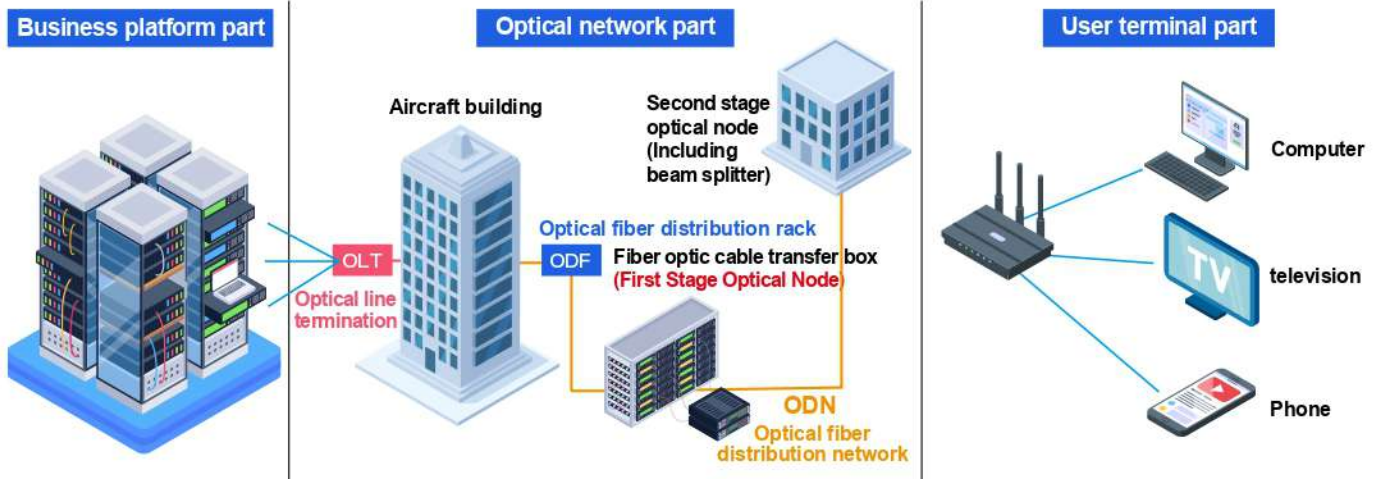 Business platform part
Optical network part
User terminal part
Aircraft building
Second stage
optical node
(Including
beam splitter)
Computer
Optical fiber distribution rack
OLT
ODF
Fiber optic cable transfer box
(First Stage Optical Node)
Optical line
termination
TV
television
ODN
Optical fiber
distribution network
Phone